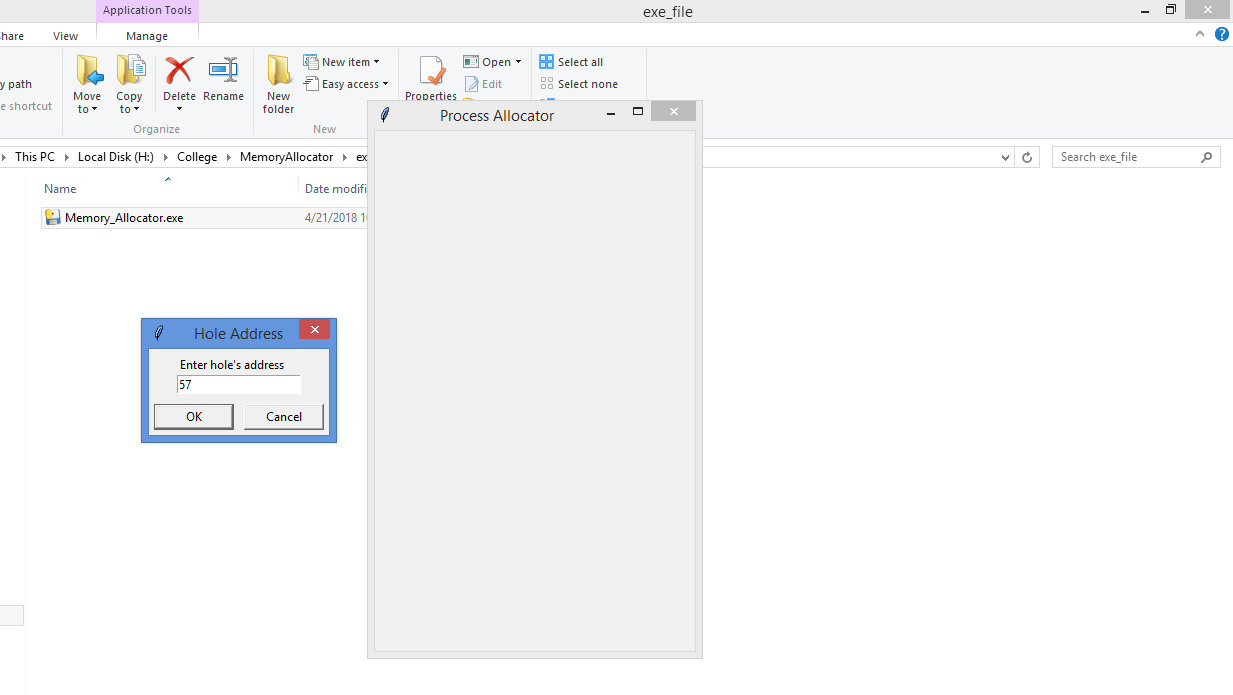 Application Tools
exe_file
View
Manage
y path
e shortcut
Move to
Copy to
Delete
Rename
New folder
New item
Easy access
Properties
Open
Edit
Select all
Select none
Organize
New
Process Allocator
This PC
Local Disk (H:)
College
MemoryAllocator
ex
Search exe_file
Name
Date modifi
Memory_Allocator.exe
4/21/2018 1
Hole Address
Enter hole's address
57
OK
Cancel